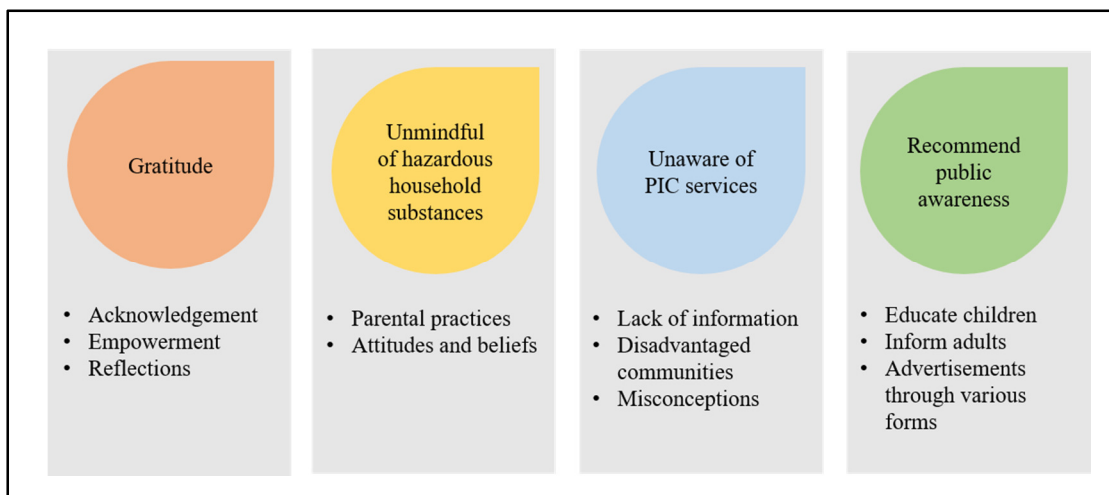 Gratitude
• Acknowledgement
• Empowerment
• Reflections
Unmindful
of hazardous
household
substances
• Parental practices
• Attitudes and beliefs
Unaware of
PIC services
• Lack of information
• Disadvantaged
communities
• Misconceptions
Recommend
public
awareness
• Educate children
• Inform adults
• Advertisements
through various
forms